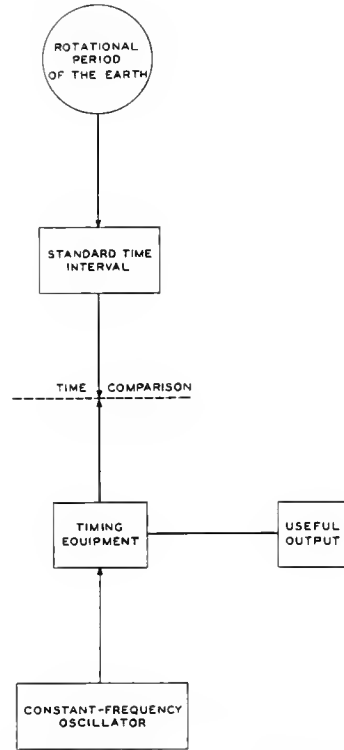 ROTATIONAL
PERIOD
OF THE EARTH
STANDARD TIME
INTERVAL
TIME COMPARISON
TIMING
EQUIPMENT
USEFUL
OUTPUT
CONSTANT-FREQUENCY
OSCILLATOR